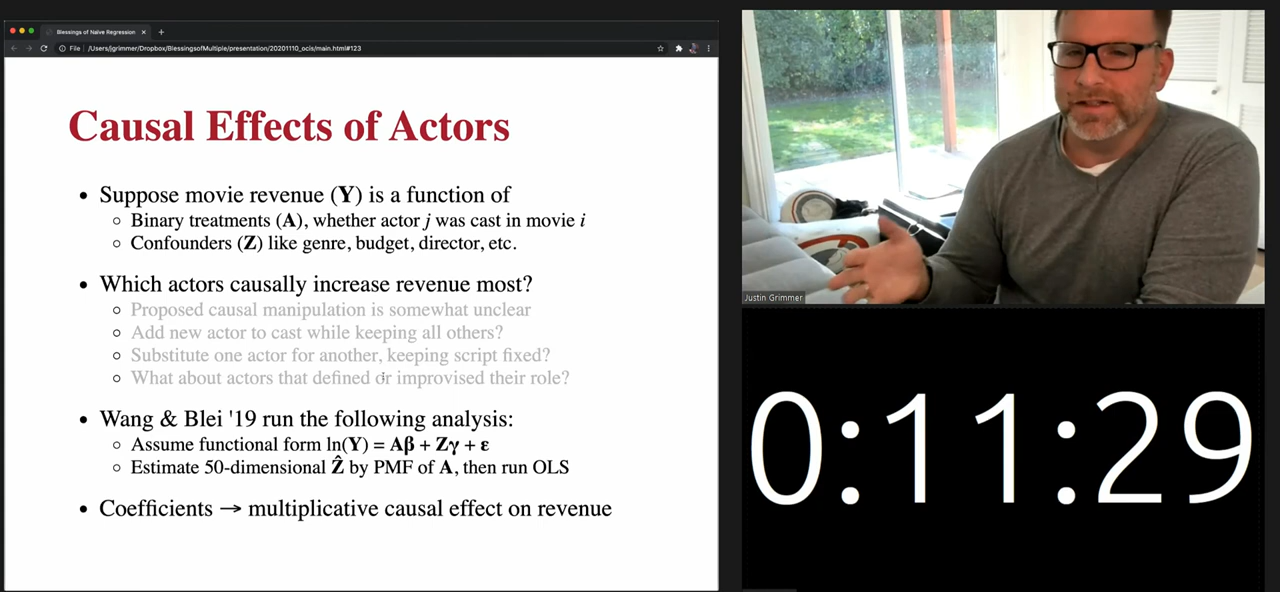 Blessings of Naïve Regression
File | /Users/jgrimmer/Dropbox/BlessingsofMultiple/presentation/20201110_ocis/main.html#123
Causal Effects of Actors
• Suppose movie revenue (Y) is a function of
○ Binary treatments (A), whether actor j was cast in movie i
○ Confounders (Z) like genre, budget, director, etc.
• Which actors causally increase revenue most?
○ Proposed causal manipulation is somewhat unclear
○ Add new actor to cast while keeping all others?
○ Substitute one actor for another, keeping script fixed?
○ What about actors that defined or improvised their role?
• Wang & Blei '19 run the following analysis:
○ Assume functional form ln(Y) = Aβ + Zγ + ε
○ Estimate 50-dimensional Ẑ by PMF of A, then run OLS
• Coefficients → multiplicative causal effect on revenue
Justin Grimmer
0:11:29